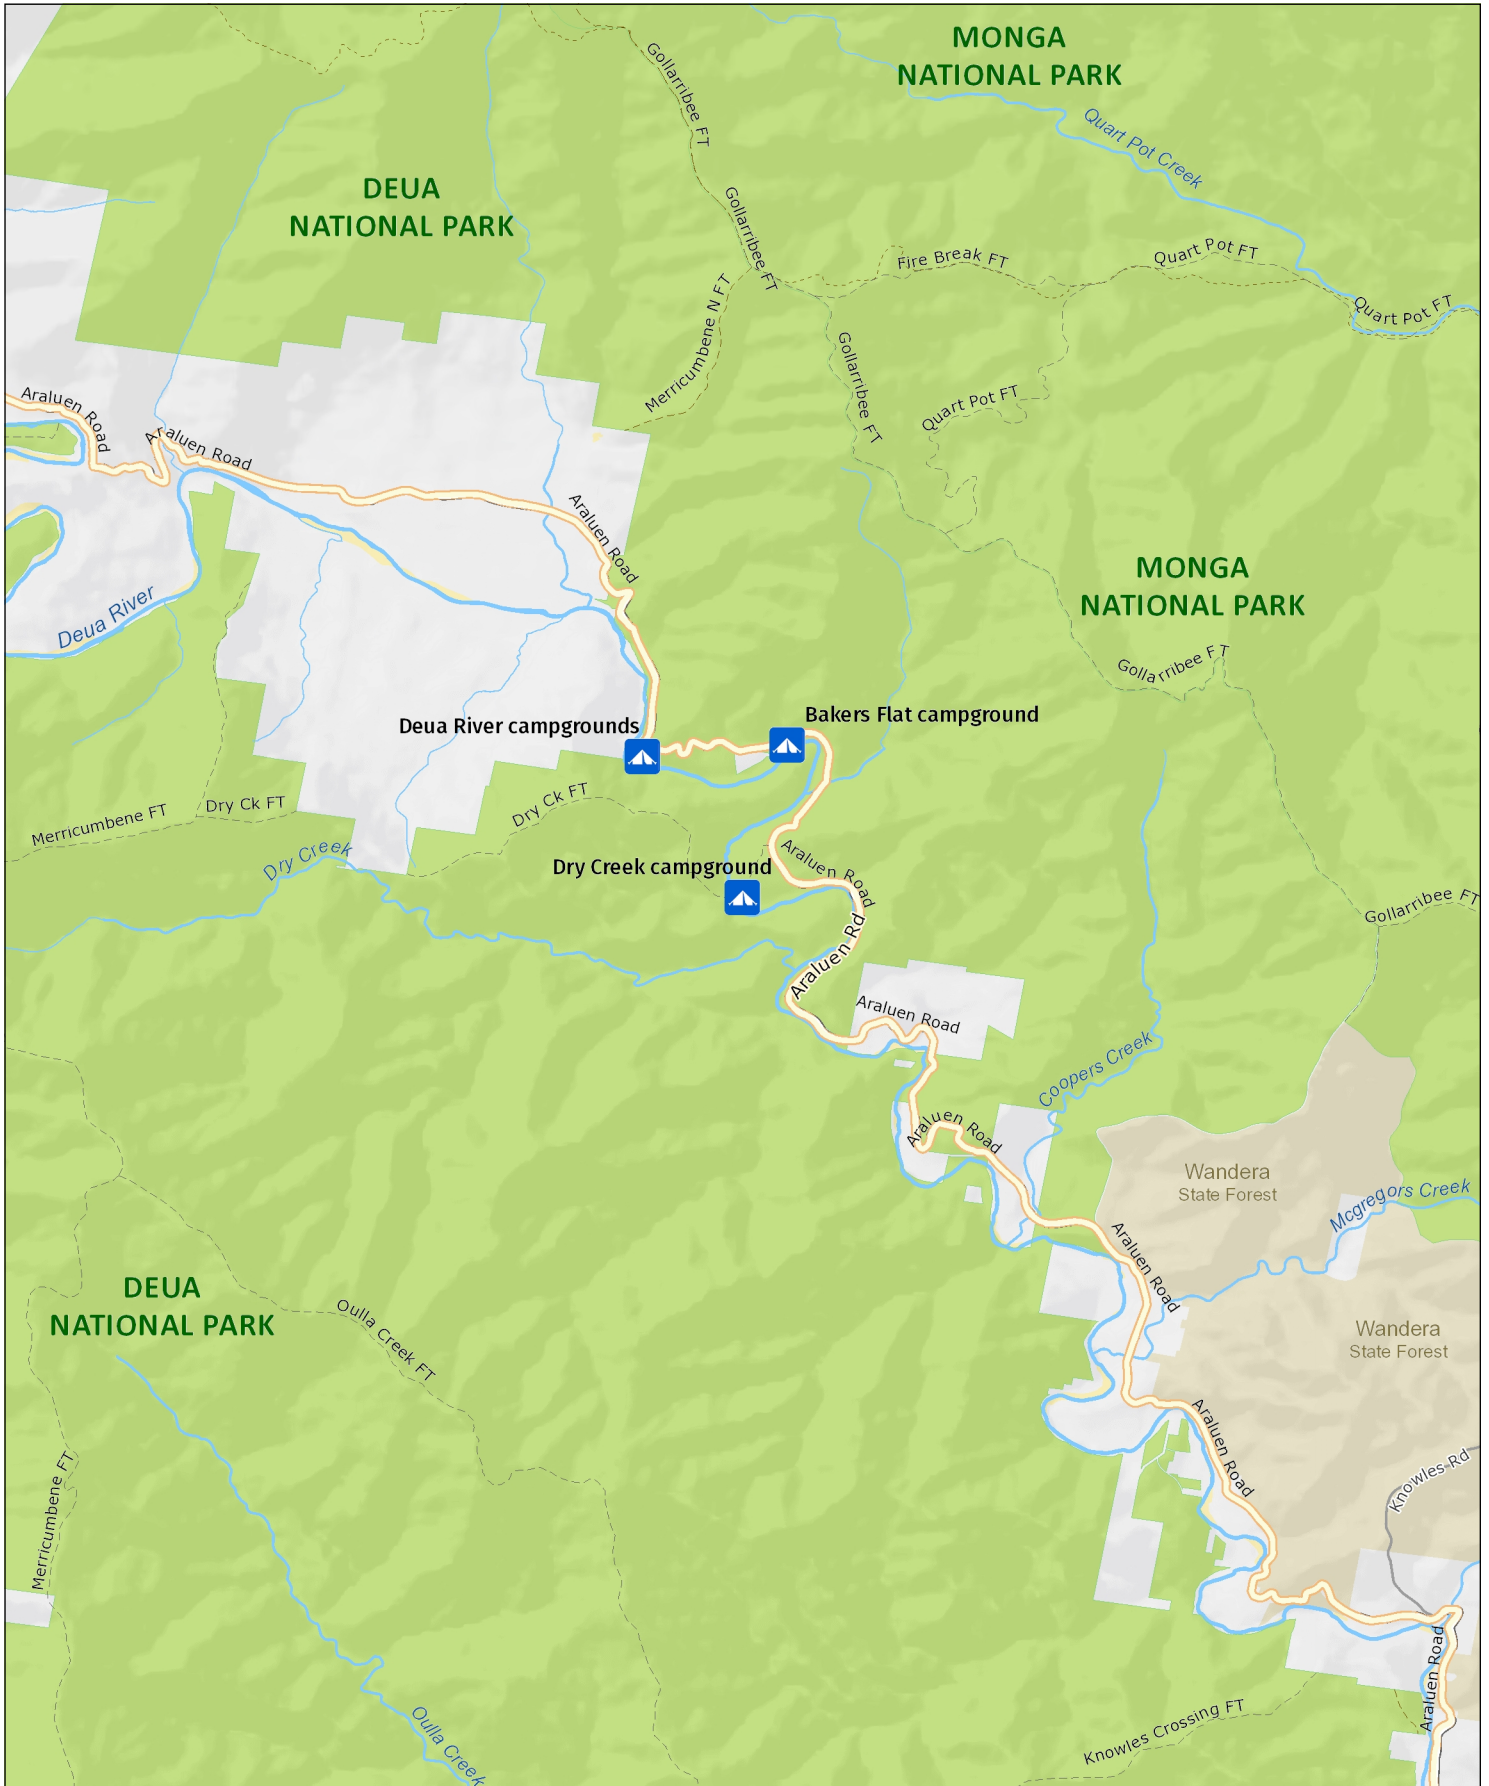 MONGA
NATIONAL PARK
Gollarribee FT
Quart Pot Creek
DEUA
NATIONAL PARK
Gollarribee FT
Fire Break FT
Quart Pot FT
Quart Pot FT
Merricumbene N FT
Gollarribee FT
Quart Pot FT
Araluen Road
Araluen Road
Araluen Road
MONGA
NATIONAL PARK
Deua River
Gollarribee FT
Bakers Flat campground
Deua River campgrounds
Dry Ck FT
Dry Ck FT
Merricumbene FT
Dry Creek
Araluen Road
Dry Creek campground
Gollarribee FT
Araluen Rd
Araluen Road
Coopers Creek
Araluen Road
Wandera
State Forest
Mcgregors Creek
Araluen Road
DEUA
NATIONAL PARK
Oulla Creek FT
Wandera
State Forest
Araluen Road
Knowles Rd
Merricumbene FT
Araluen Road
Oulla Creek
Knowles Crossing FT